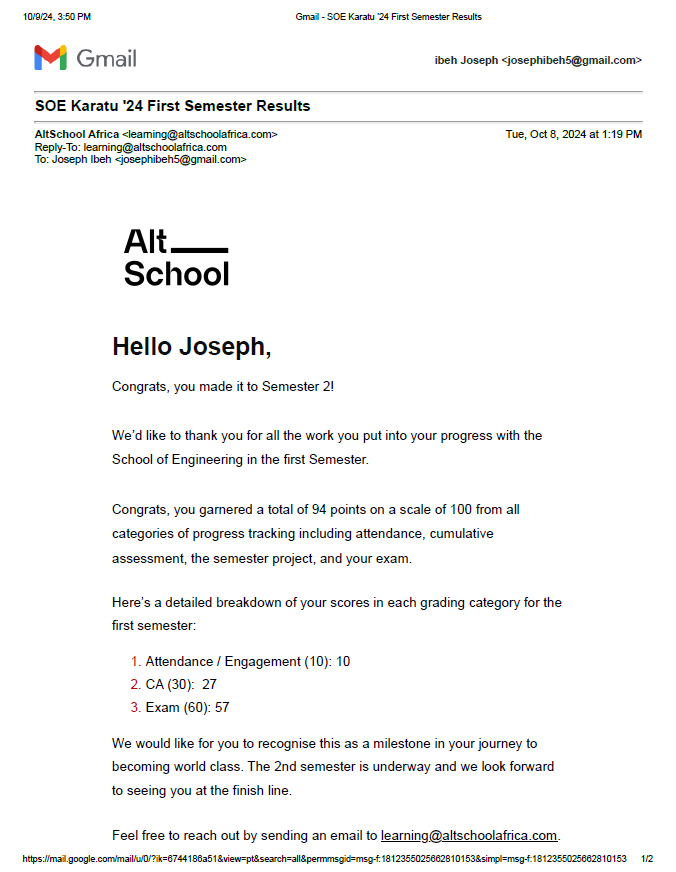 10/9/24, 3:50 PM Gmail - SOE Karatu '24 First Semester Results
Gmail ibeh Joseph <josephibeh5@gmail.com>
SOE Karatu '24 First Semester Results
AltSchool Africa <learning@altschoolafrica.com> Tue, Oct 8, 2024 at 1:19 PM
Reply-To: learning@altschoolafrica.com
To: Joseph Ibeh <josephibeh5@gmail.com>
Alt
School
Hello Joseph,
Congrats, you made it to Semester 2!
We'd like to thank you for all the work you put into your progress with the
School of Engineering in the first Semester.
Congrats, you garnered a total of 94 points on a scale of 100 from all
categories of progress tracking including attendance, cumulative
assessment, the semester project, and your exam.
Here's a detailed breakdown of your scores in each grading category for the
first semester:
1. Attendance / Engagement (10): 10
2. CA (30): 27
3. Exam (60): 57
We would like for you to recognise this as a milestone in your journey to
becoming world class. The 2nd semester is underway and we look forward
to seeing you at the finish line.
Feel free to reach out by sending an email to learning@altschoolafrica.com.
https://mail.google.com/mail/u/0/?ik=6744186a51&view=pt&search=all&permmsgid=msg-f:1812355025662810153&simpl=msg-f:1812355025662810153 1/2